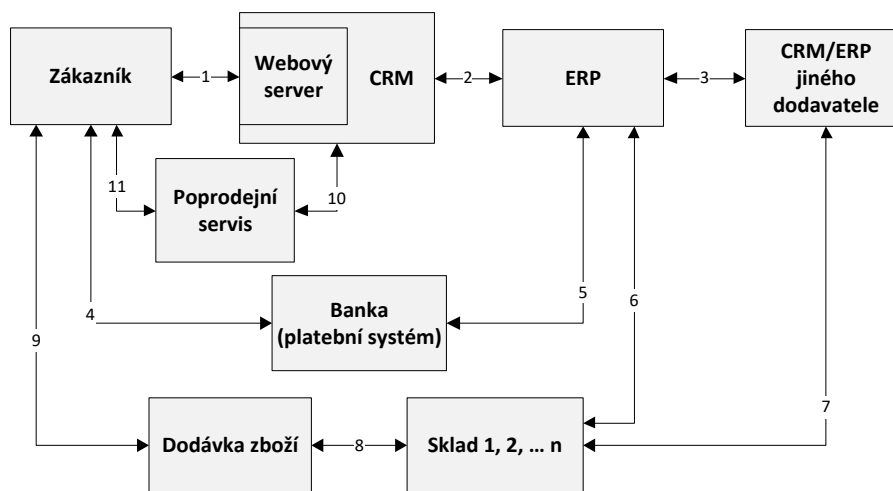 Zákazník
1
Webový
server
CRM
2
ERP
3
CRM/ERP
jiného
dodavatele
11
Poprodejní
servis
10
4
Banka
(platební systém)
5
6
9
Dodávka zboží
8
Sklad 1, 2, ... n
7